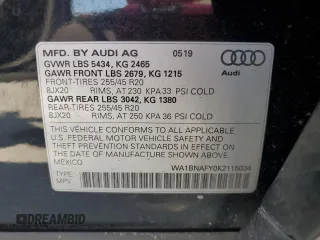 MFD. BY AUDI AG 0519
GVWR LBS 5434, KG 2465
GAWR FRONT LBS 2679, KG 1215
FRONT-TIRES 255/45 R20
8JX20 RIMS, AT 230 KPA 33 PSI COLD
GAWR REAR LBS 3042, KG 1380
REAR-TIRES 255/45 R20
8JX20 RIMS, AT 250 KPA 36 PSI COLD
Audi
THIS VEHICLE CONFORMS TO ALL APPLICABLE
FEDERAL MOTOR VEHICLE SAFETY
AND THEFT PREVENTION STANDARDS IN
EFFECT ON THE DATE OF
MANUFACTURE SHOWN ABOVE.
MEXICO
TYPE: WA1BNAFY0K2116034
MPV
DREAMBID